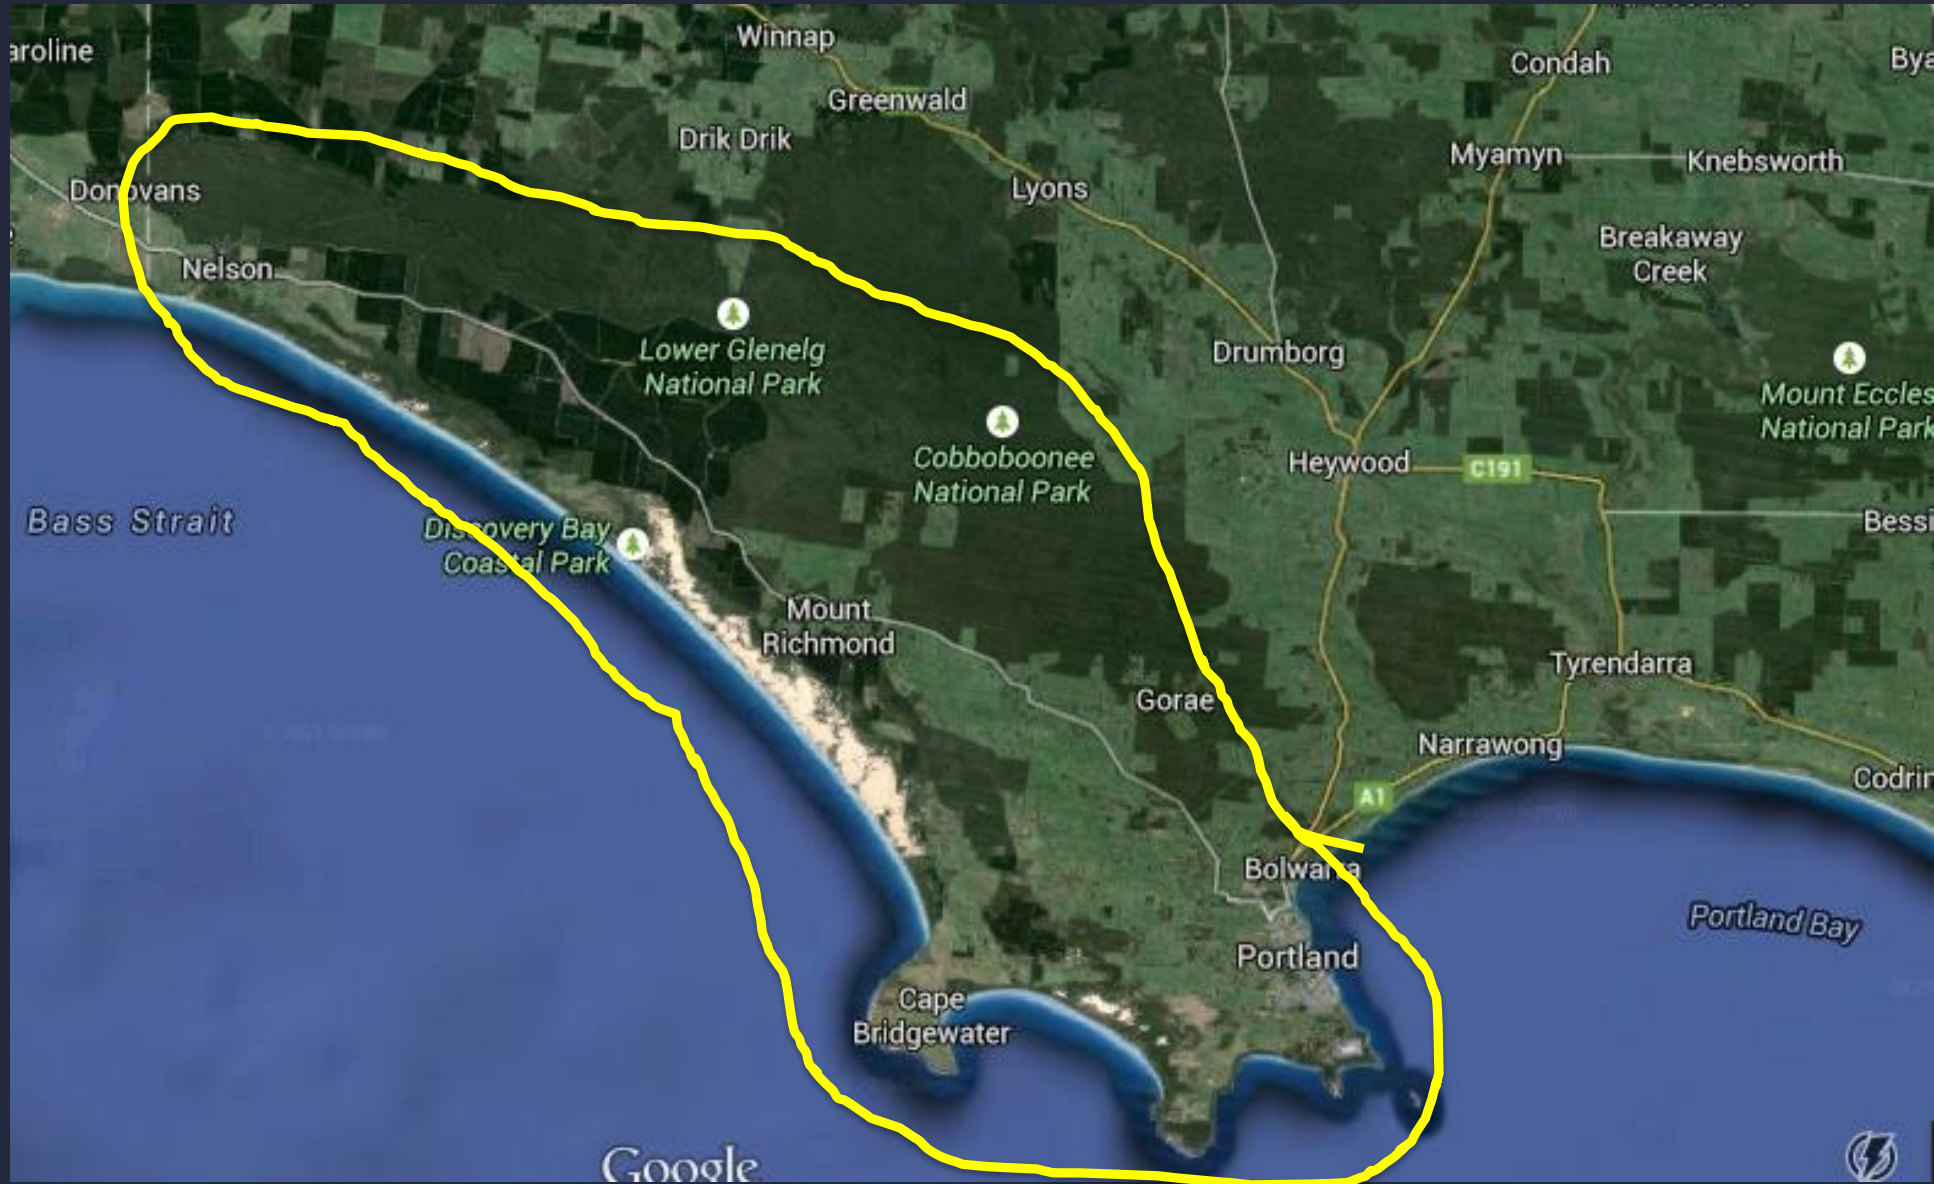 aroline
Winnap
Greenwald
Drik Drik
Condah
Bya
Donovans
Lyons
Myamyn
Knebsworth
Nelson
Breakaway
Creek
Lower Glenelg
National Park
Drumborg
Mount Eccles
National Park
Cobboboonee
National Park
Heywood
C191
Bass Strait
Discovery Bay
Coastal Park
Bessi
Mount
Richmond
Gorae
Tyrendarra
Narrawong
A1
Codrin
Bolwarra
Portland Bay
Portland
Cape
Bridgewater
Google